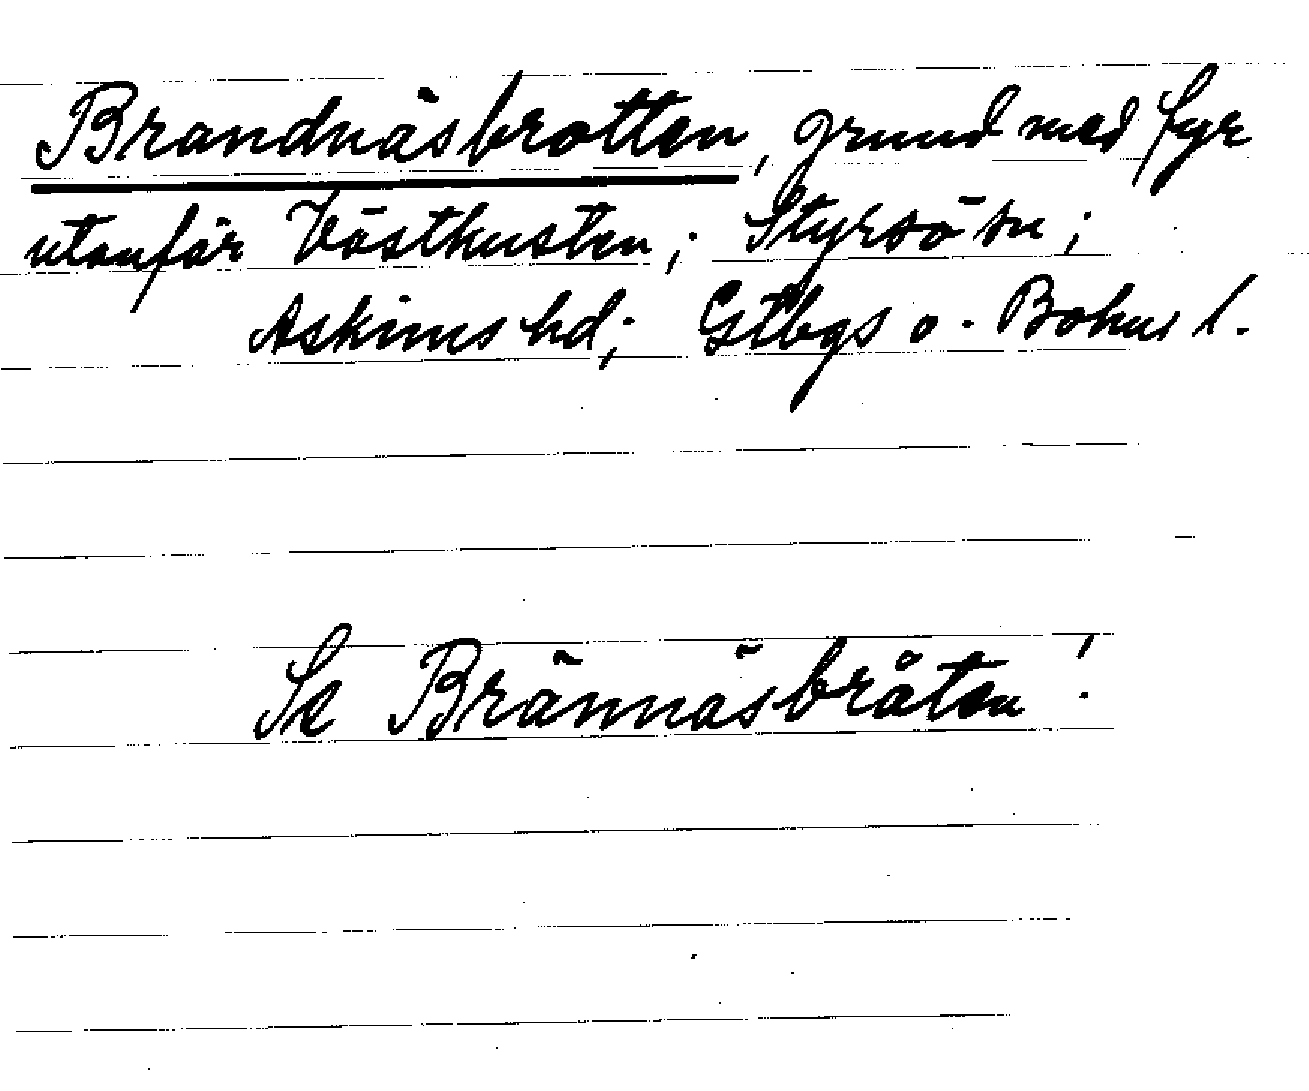 Brandnäsbrotten, grund med fyr
utanför Västkusten; Styrsö sn;
Askims hd; Gtbgs o. Bohus l.
Se Brännäsbråten!